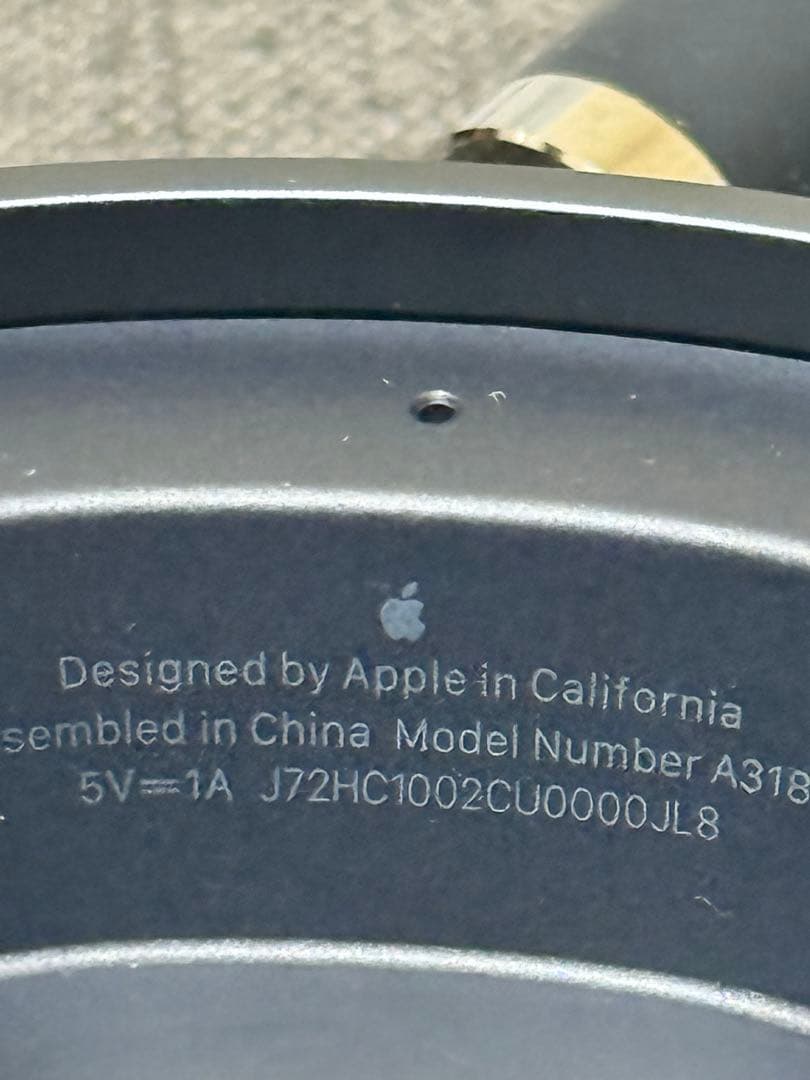 Designed by Apple in California
sembled in China Model Number A318
5V⎓1A J72HC1002CU0000JL8